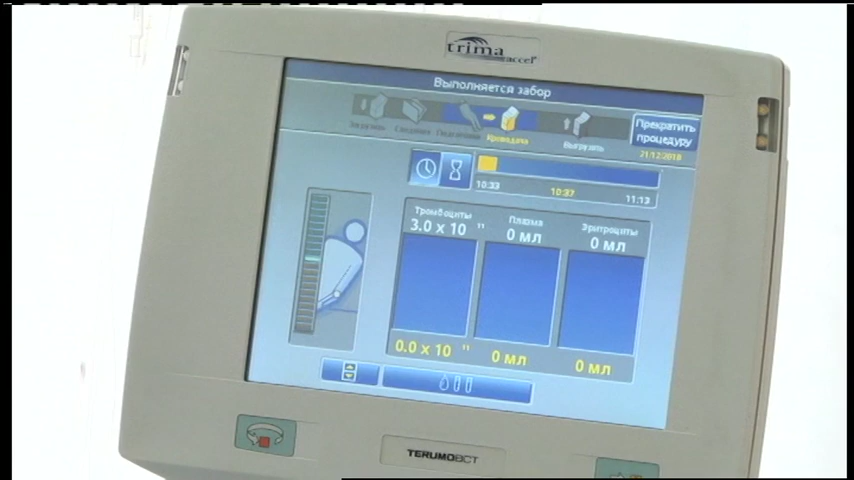 trima accel
Выполняется забор
Загрузить Сведения Подготовка Кроводача Выгрузить
Прекратить
процедуру
21/12/2018
10:33 10:37 11:13
Тромбоциты Плазма Эритроциты
3.0 x 10 11 0 мл 0 мл
0.0 x 10 11 0 мл 0 мл
TERUMOBCT